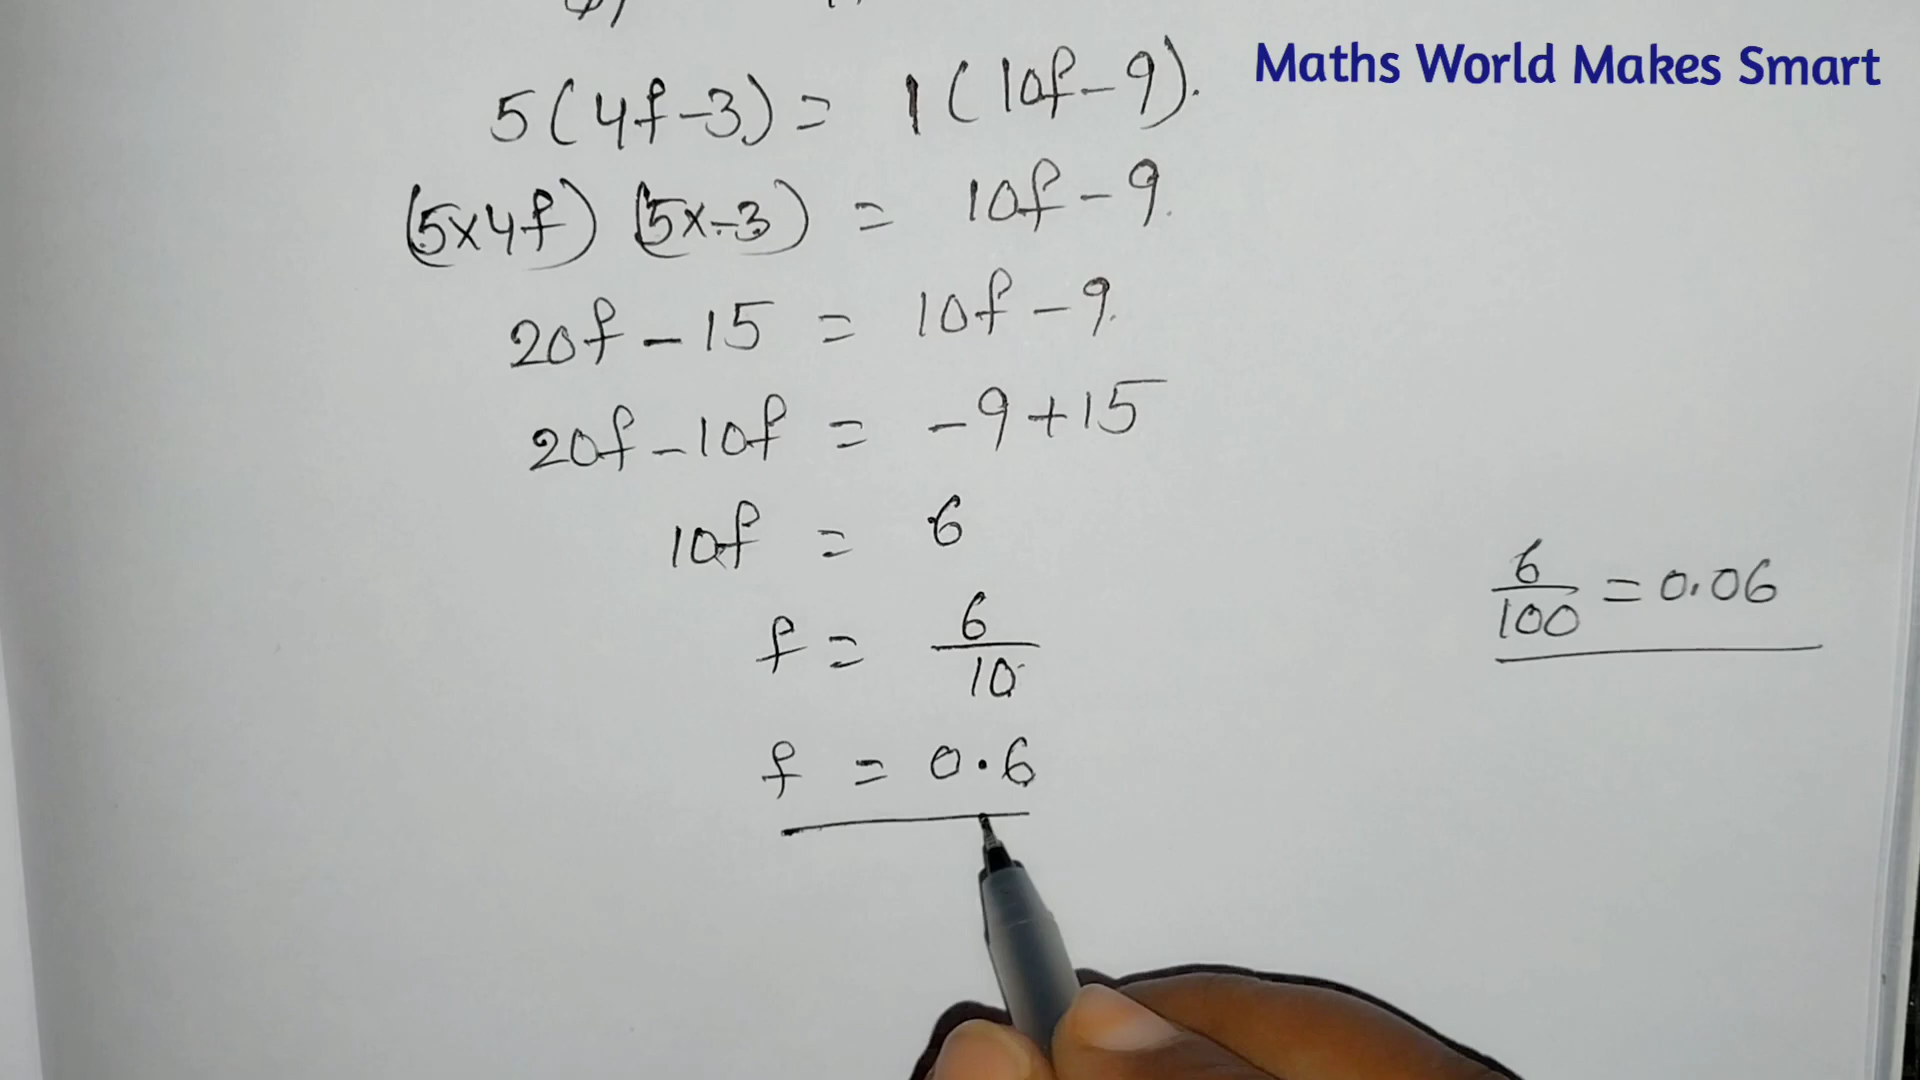 Maths World Makes Smart
5(4f-3) = 1(10f-9).
(5x4f) (5x-3) = 10f-9.
20f-15 = 10f-9.
20f-10f = -9+15
10f = 6
f = 6/10
f = 0.6
6/100 = 0.06